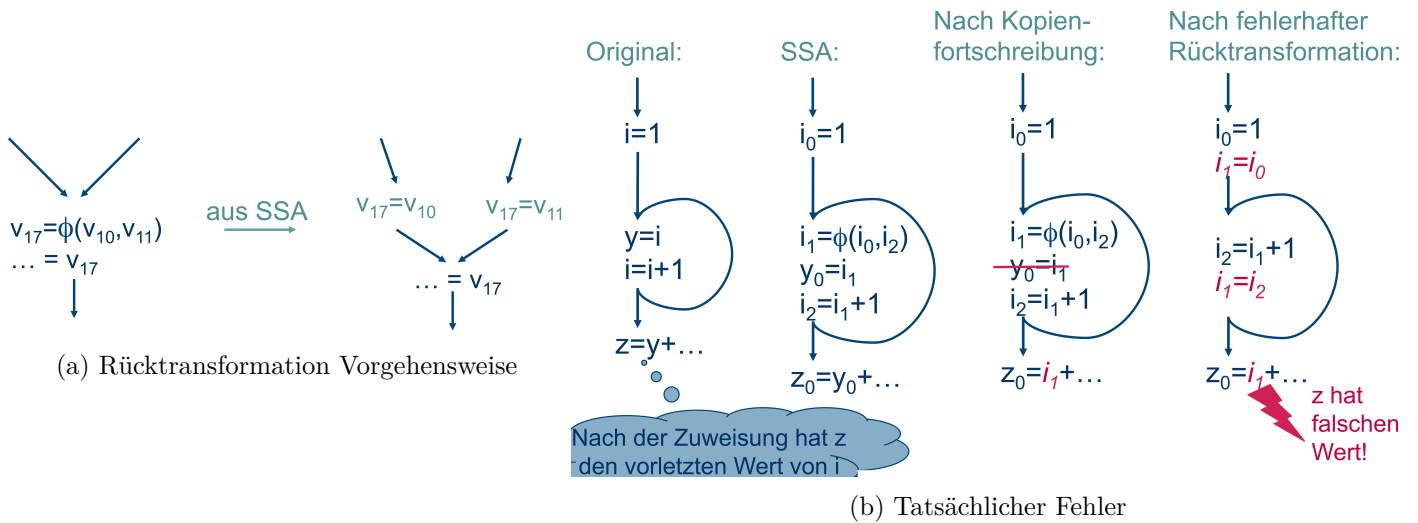 v₁₇=ϕ(v₁₀,v₁₁)
... = v₁₇
aus SSA
v₁₇=v₁₀
v₁₇=v₁₁
... = v₁₇
(a) Rücktransformation Vorgehensweise
Original:
i=1
y=i
i=i+1
z=y+...
Nach der Zuweisung hat z
den vorletzten Wert von i
SSA:
i₀=1
i₁=ϕ(i₀,i₂)
y₀=i₁
i₂=i₁+1
z₀=y₀+...
Nach Kopien-
fortschreibung:
i₀=1
i₁=ϕ(i₀,i₂)
y₀=i₁
i₂=i₁+1
z₀=i₁+...
Nach fehlerhafter
Rücktransformation:
i₀=1
i₁=i₀
i₂=i₁+1
i₁=i₂
z₀=i₁+...
z hat
falschen
Wert!
(b) Tatsächlicher Fehler